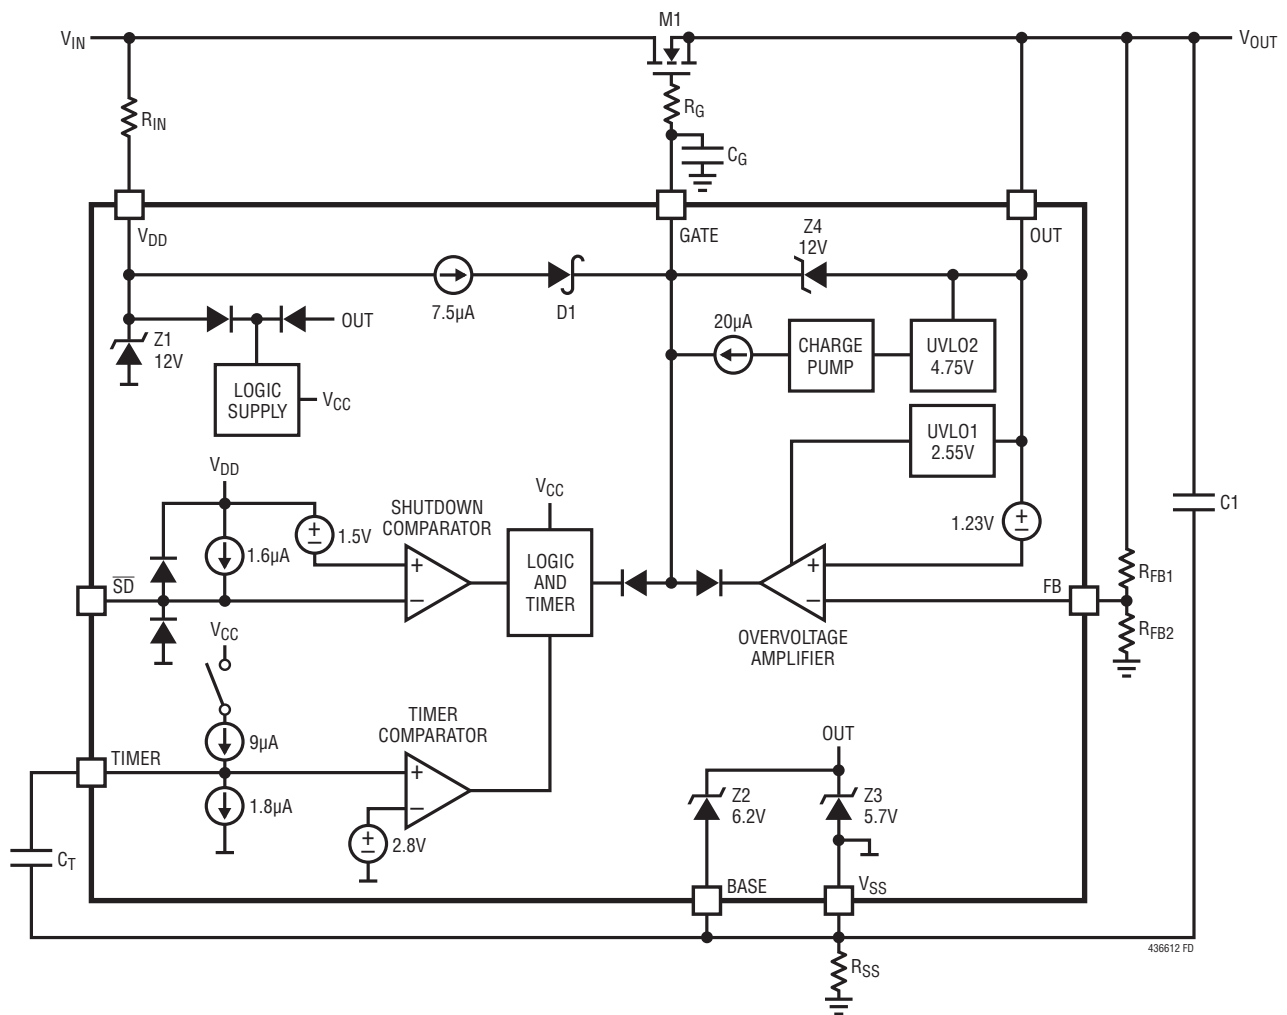 M1
VIN
VOUT
RIN
RG
CG
VDD
GATE
OUT
Z4
12V
7.5µA
D1
OUT
Z1
12V
20µA
CHARGE
PUMP
UVLO2
4.75V
LOGIC
SUPPLY
VCC
UVLO1
2.55V
VDD
SHUTDOWN
COMPARATOR
VCC
1.23V
C1
1.5V
1.6µA
+
–
+
–
+
–
LOGIC
AND
TIMER
+
–
SD
FB
RFB1
RFB2
VCC
OVERVOLTAGE
AMPLIFIER
TIMER
COMPARATOR
OUT
9µA
TIMER
+
–
1.8µA
+
–
2.8V
Z2
6.2V
Z3
5.7V
CT
BASE
VSS
436612 FD
RSS